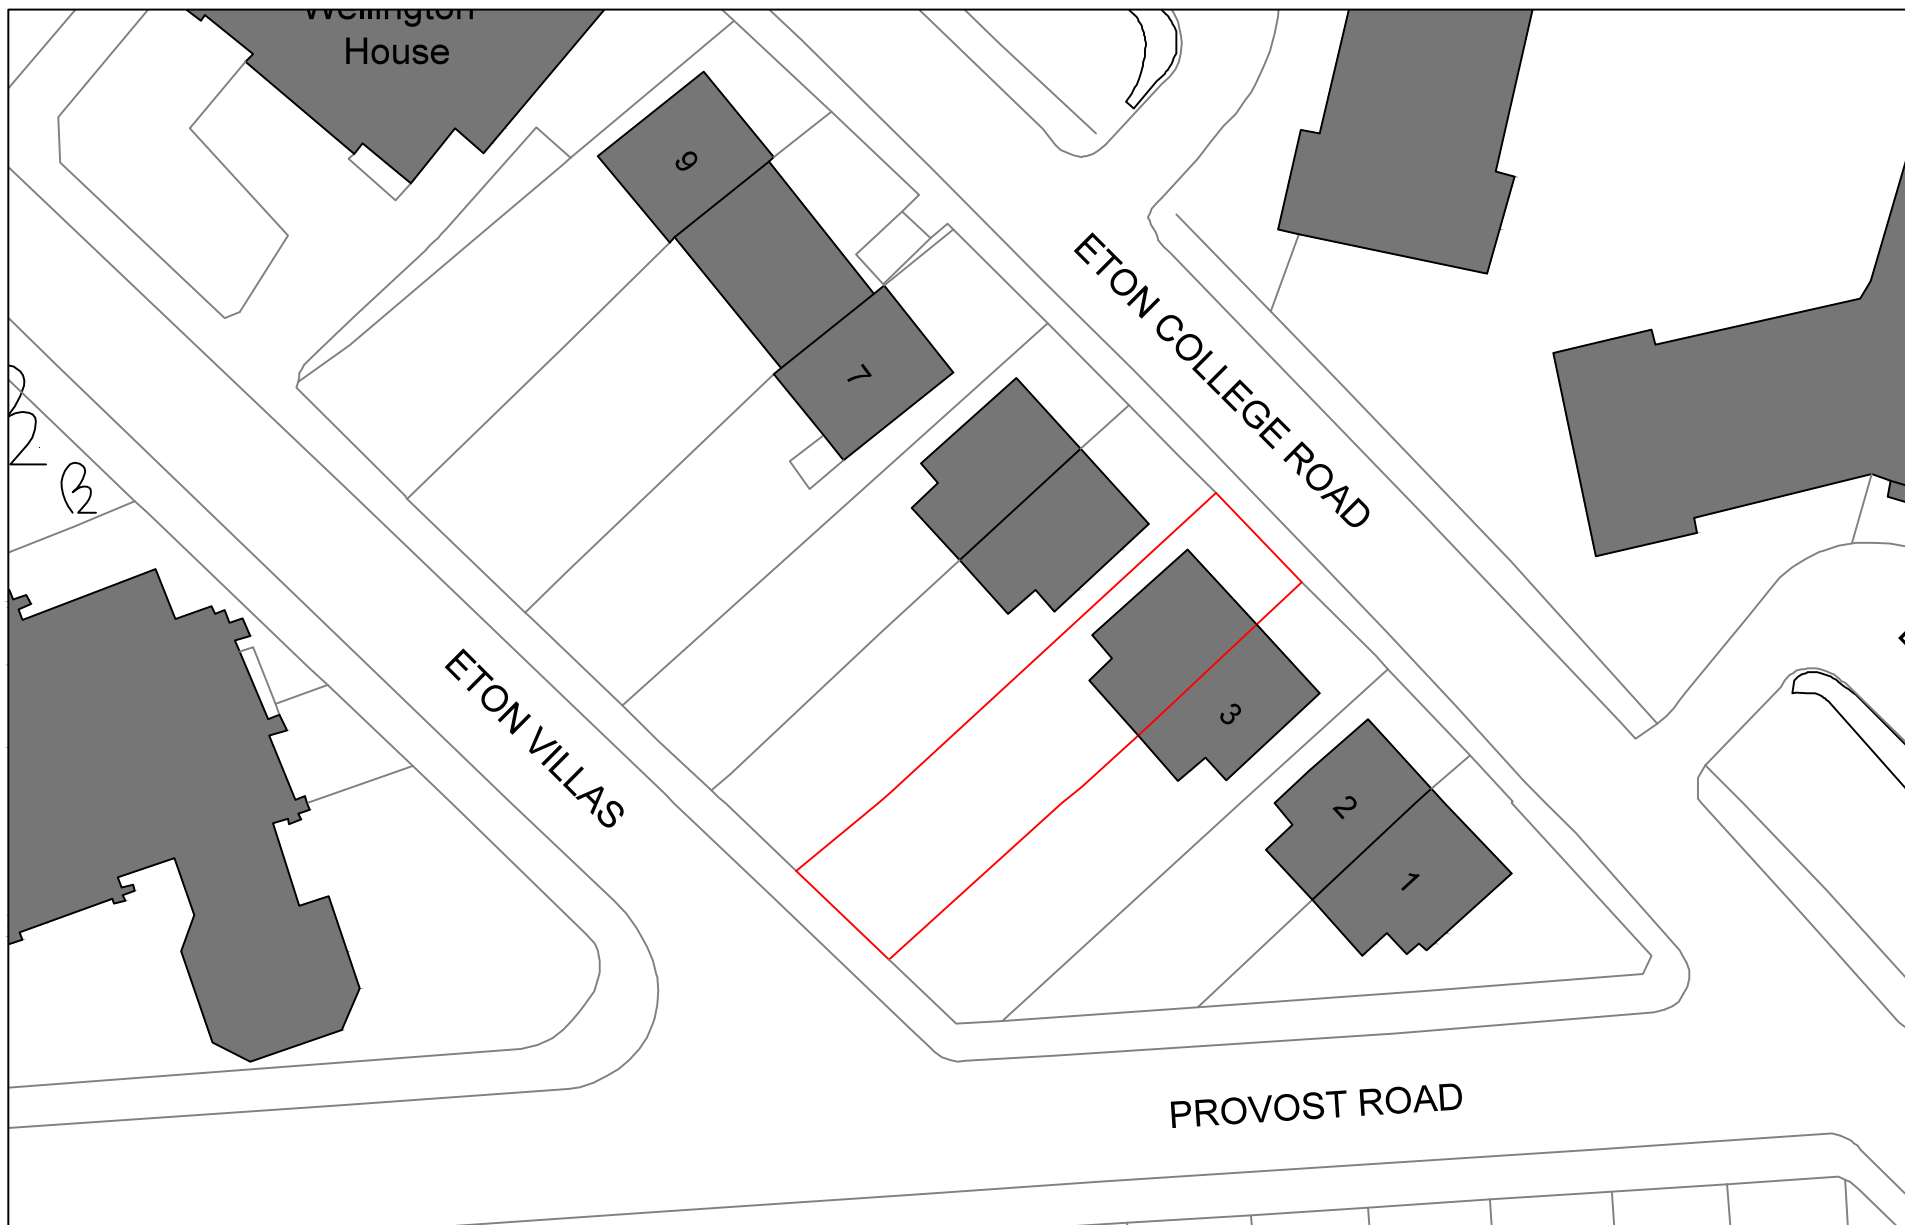 Wellington
House
9
7
ETON COLLEGE ROAD
3
2
1
ETON VILLAS
PROVOST ROAD